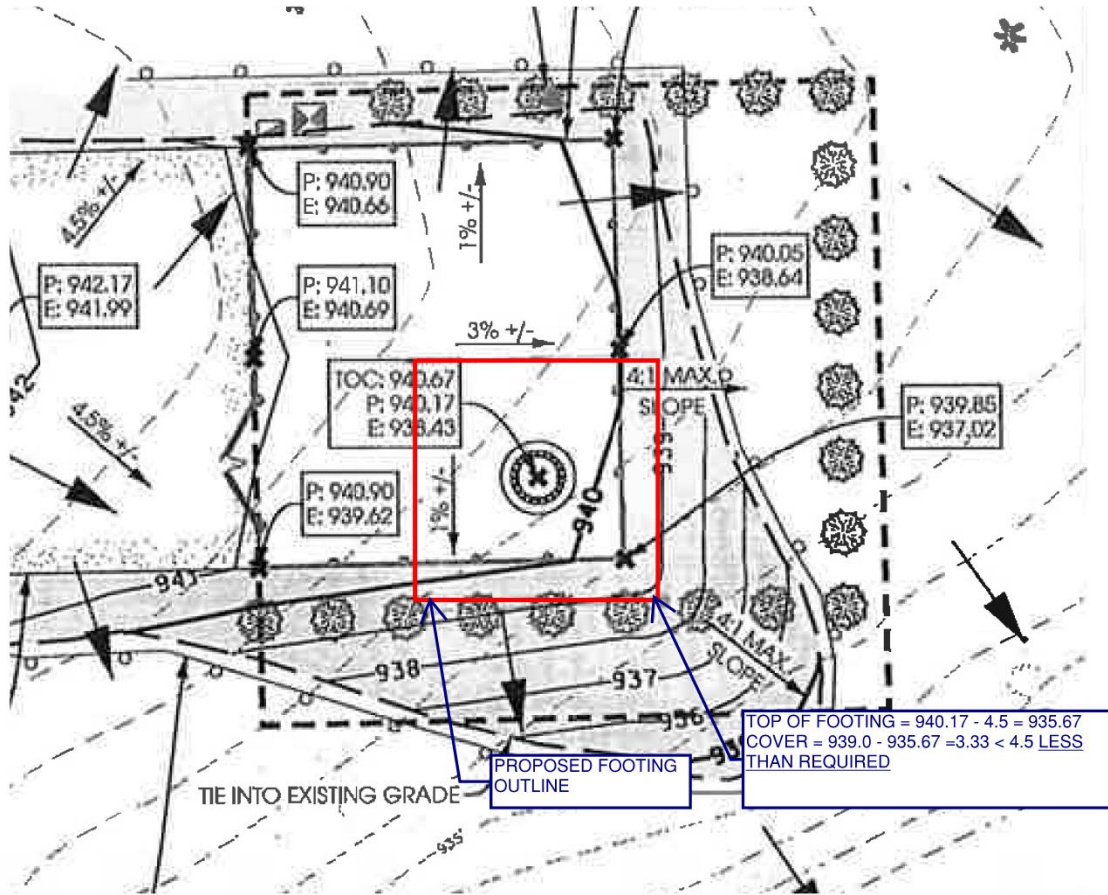 P: 940.90
E: 940.66
4.5% +/-
1% +/-
P: 940.05
E: 938.64
P: 942.17
E: 941.99
P: 941.10
E: 940.69
3% +/-
TOC: 940.67
P: 940.17
E: 938.43
4:1 MAX.
SLOPE
P: 939.85
E: 937.02
942
4.5% +/-
939
1% +/-
940
P: 940.90
E: 939.62
941
4:1 MAX.
SLOPE
938
937
936
TOP OF FOOTING = 940.17 - 4.5 = 935.67
COVER = 939.0 - 935.67 =3.33 < 4.5 LESS
THAN REQUIRED
PROPOSED FOOTING
OUTLINE
TIE INTO EXISTING GRADE
935'